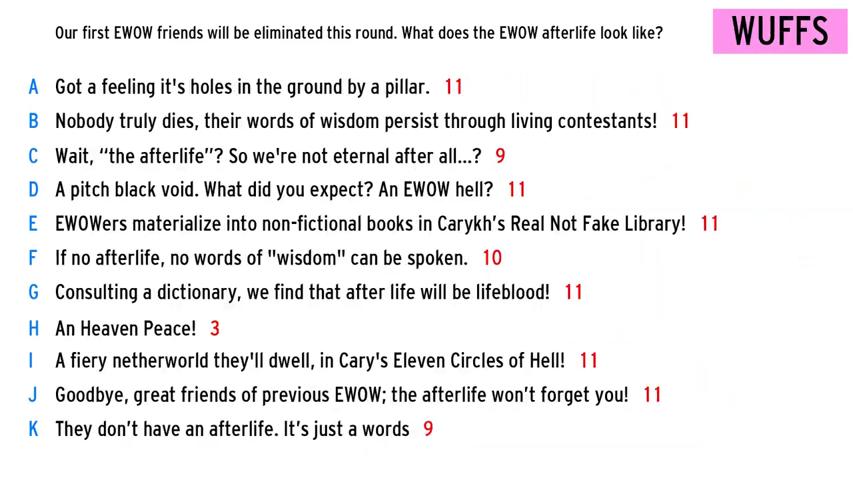 Our first EWOW friends will be eliminated this round. What does the EWOW afterlife look like?
WUFFS
A Got a feeling it's holes in the ground by a pillar. 11
B Nobody truly dies, their words of wisdom persist through living contestants! 11
C Wait, “the afterlife”? So we're not eternal after all...? 9
D A pitch black void. What did you expect? An EWOW hell? 11
E EWOWers materialize into non-fictional books in Carykh’s Real Not Fake Library! 11
F If no afterlife, no words of "wisdom" can be spoken. 10
G Consulting a dictionary, we find that after life will be lifeblood! 11
H An Heaven Peace! 3
I A fiery netherworld they'll dwell, in Cary's Eleven Circles of Hell! 11
J Goodbye, great friends of previous EWOW; the afterlife won’t forget you! 11
K They don’t have an afterlife. It’s just a words 9